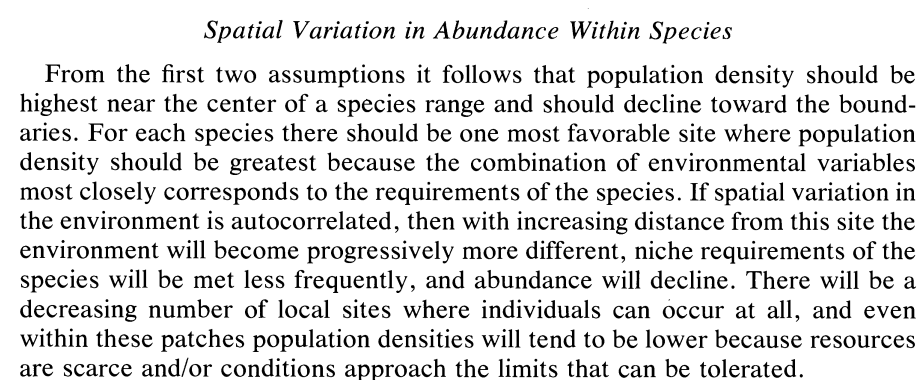 Spatial Variation in Abundance Within Species
From the first two assumptions it follows that population density should be
highest near the center of a species range and should decline toward the bound-
aries. For each species there should be one most favorable site where population
density should be greatest because the combination of environmental variables
most closely corresponds to the requirements of the species. If spatial variation in
the environment is autocorrelated, then with increasing distance from this site the
environment will become progressively more different, niche requirements of the
species will be met less frequently, and abundance will decline. There will be a
decreasing number of local sites where individuals can occur at all, and even
within these patches population densities will tend to be lower because resources
are scarce and/or conditions approach the limits that can be tolerated.